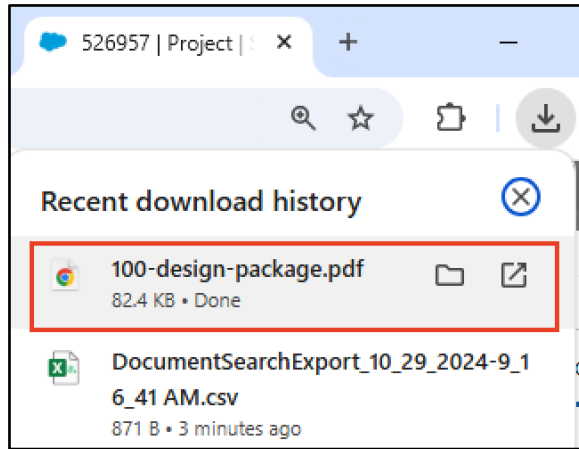 526957 | Project |
Recent download history
100-design-package.pdf
82.4 KB • Done
DocumentSearchExport_10_29_2024-9_1
6_41 AM.csv
871 B • 3 minutes ago